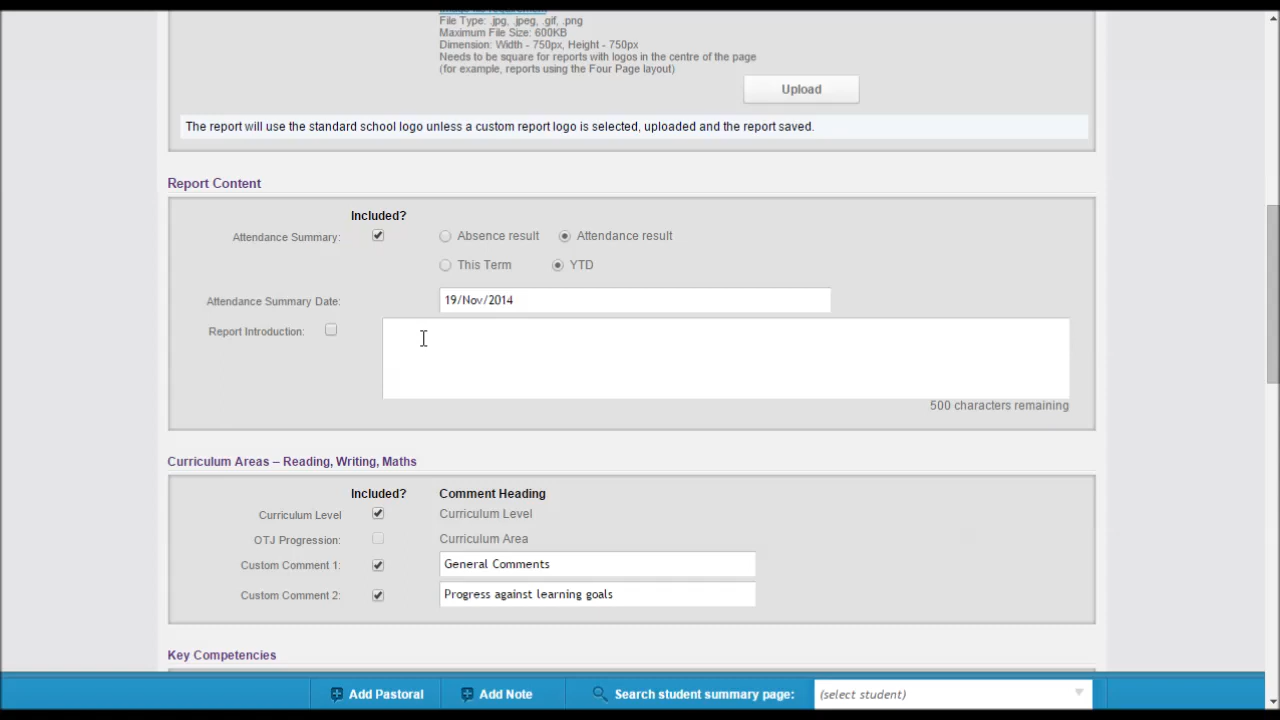 File Type: .jpg, .jpeg, .gif, .png
Maximum File Size: 600KB
Dimension: Width - 750px, Height - 750px
Needs to be square for reports with logos in the centre of the page
(for example, reports using the Four Page layout)
Upload
The report will use the standard school logo unless a custom report logo is selected, uploaded and the report saved.
Report Content
Included?
Attendance Summary: Absence result Attendance result
This Term YTD
Attendance Summary Date: 19/Nov/2014
Report Introduction:
500 characters remaining
Curriculum Areas – Reading, Writing, Maths
Included? Comment Heading
Curriculum Level Curriculum Level
OTJ Progression: Curriculum Area
Custom Comment 1: General Comments
Custom Comment 2: Progress against learning goals
Key Competencies
Add Pastoral Add Note Search student summary page: (select student)